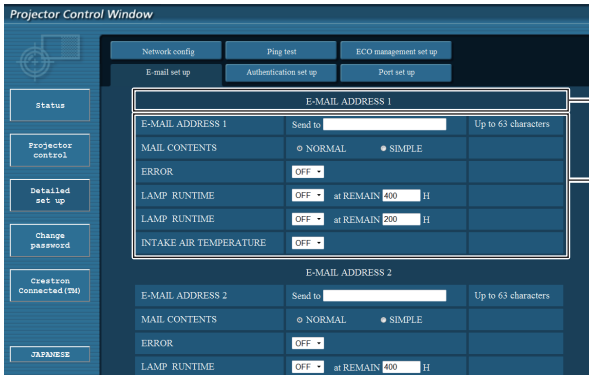 Projector Control Window
Network config Ping test ECO management set up
E-mail set up Authentication set up Port set up
Status
Projector control
Detailed set up
Change password
Crestron Connected(TM)
JAPANESE
E-MAIL ADDRESS 1
E-MAIL ADDRESS 1 Send to Up to 63 characters
MAIL CONTENTS NORMAL SIMPLE
ERROR OFF
LAMP RUNTIME OFF at REMAIN 400 H
LAMP RUNTIME OFF at REMAIN 200 H
INTAKE AIR TEMPERATURE OFF
E-MAIL ADDRESS 2
E-MAIL ADDRESS 2 Send to Up to 63 characters
MAIL CONTENTS NORMAL SIMPLE
ERROR OFF
LAMP RUNTIME OFF at REMAIN 400 H